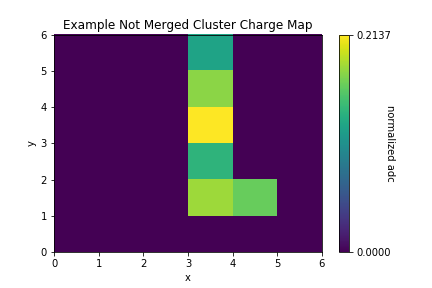 Example Not Merged Cluster Charge Map
6
5
4
3
2
1
0
y
0 1 2 3 4 5 6
x
0.2137
0.0000
normalized adc